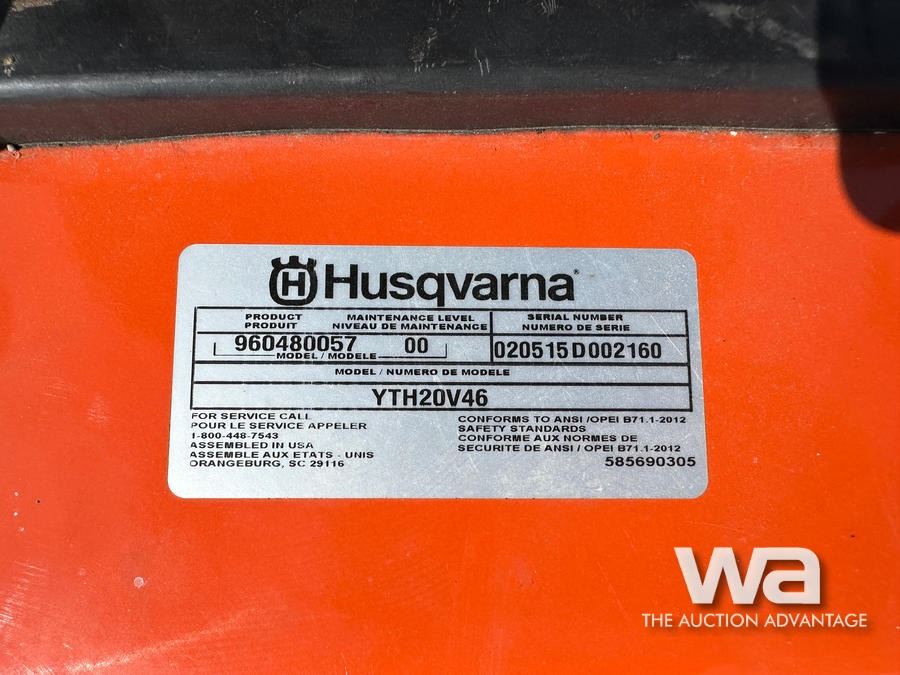 H Husqvarna
PRODUCT MAINTENANCE LEVEL SERIAL NUMBER
PRODUIT NIVEAU DE MAINTENANCE NUMERO DE SERIE
960480057 00 020515D002160
MODEL / MODELE
MODEL / NUMERO DE MODELE
YTH20V46
FOR SERVICE CALL
POUR LE SERVICE APPELER
1-800-448-7543
ASSEMBLED IN USA
ASSEMBLE AUX ETATS - UNIS
ORANGEBURG, SC 29116
CONFORMS TO ANSI /OPEI B71.1-2012
SAFETY STANDARDS
CONFORME AUX NORMES DE
SECURITE DE ANSI / OPEI B71.1-2012
585690305
wa
THE AUCTION ADVANTAGE